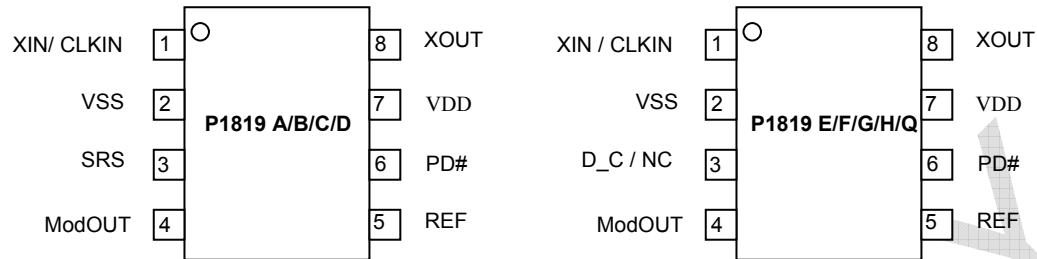 XIN/ CLKIN 1 8 XOUT
VSS 2 7 VDD
P1819 A/B/C/D
SRS 3 6 PD#
ModOUT 4 5 REF
XIN / CLKIN 1 8 XOUT
VSS 2 7 VDD
P1819 E/F/G/H/Q
D_C / NC 3 6 PD#
ModOUT 4 5 REF